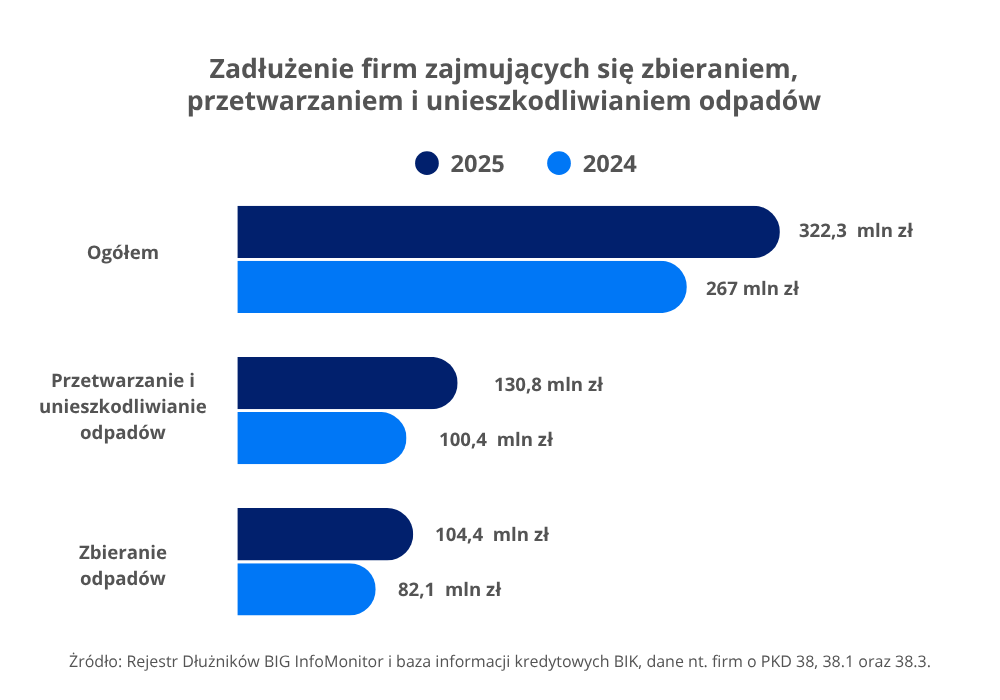 Zadłużenie firm zajmujących się zbieraniem,
przetwarzaniem i unieszkodliwianiem odpadów
2025 2024
Ogółem
322,3 mln zł
267 mln zł
Przetwarzanie i
unieszkodliwianie
odpadów
130,8 mln zł
100,4 mln zł
Zbieranie
odpadów
104,4 mln zł
82,1 mln zł
Źródło: Rejestr Dłużników BIG InfoMonitor i baza informacji kredytowych BIK, dane nt. firm o PKD 38, 38.1 oraz 38.3.